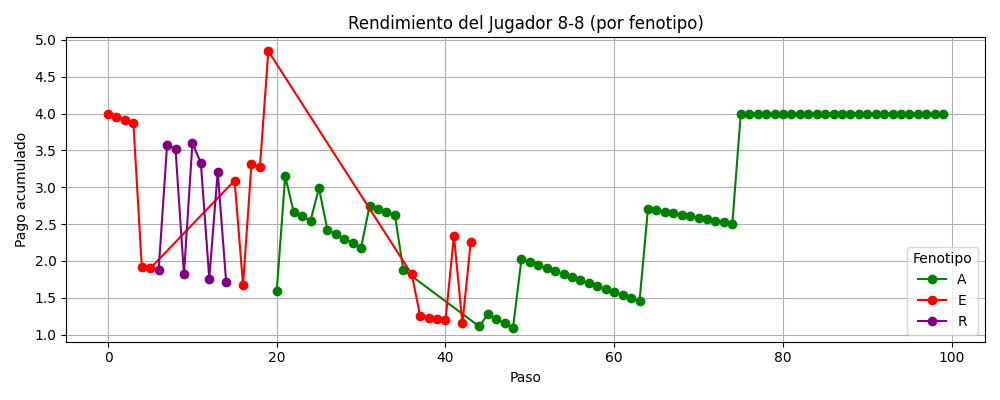 Rendimiento del Jugador 8-8 (por fenotipo)
Pago acumulado
5.0
4.5
4.0
3.5
3.0
2.5
2.0
1.5
1.0
0
20
40
60
80
100
Paso
Fenotipo
A
E
R